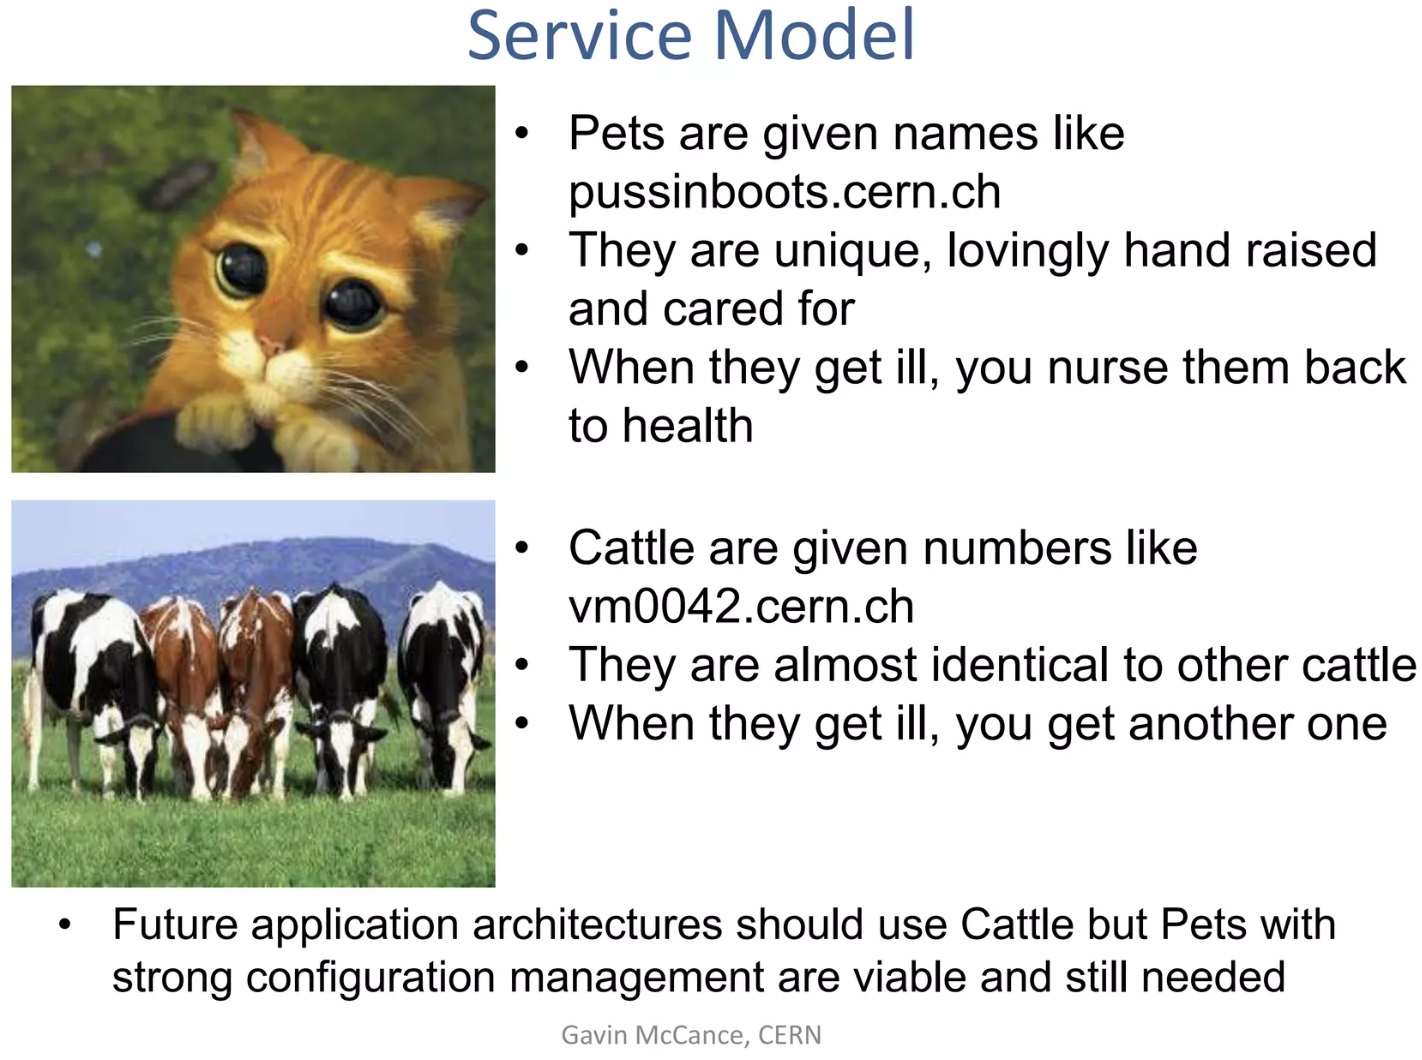 Service Model
• Pets are given names like
pussinboots.cern.ch
• They are unique, lovingly hand raised
and cared for
• When they get ill, you nurse them back
to health
• Cattle are given numbers like
vm0042.cern.ch
• They are almost identical to other cattle
• When they get ill, you get another one
• Future application architectures should use Cattle but Pets with
strong configuration management are viable and still needed
Gavin McCance, CERN